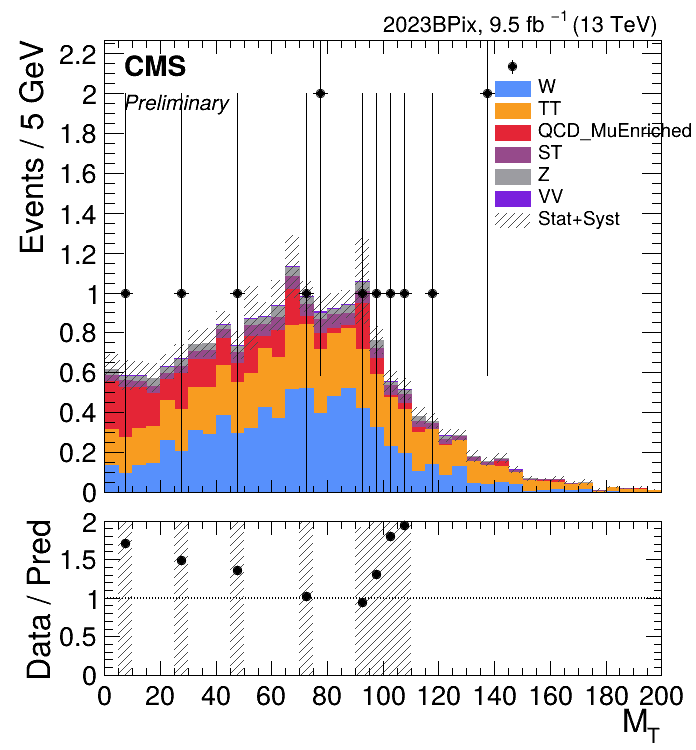 2023BPix, 9.5 fb⁻¹ (13 TeV)
CMS
Preliminary
Events / 5 GeV
2.2
2
1.8
1.6
1.4
1.2
1
0.8
0.6
0.4
0.2
0
W
TT
QCD_MuEnriched
ST
Z
VV
Stat+Syst
Data / Pred
2
1.5
1
0.5
0
0 20 40 60 80 100 120 140 160 180 200
M_T